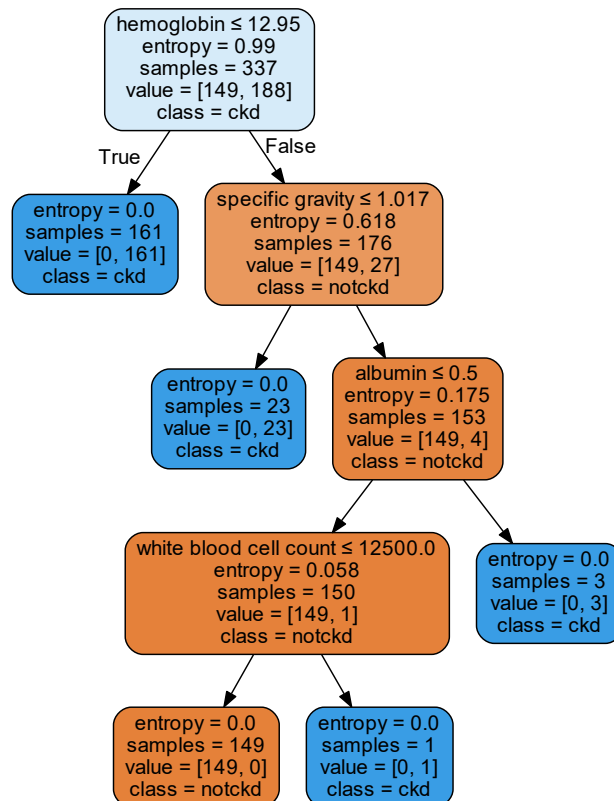 hemoglobin ≤ 12.95
entropy = 0.99
samples = 337
value = [149, 188]
class = ckd
True
False
entropy = 0.0
samples = 161
value = [0, 161]
class = ckd
specific gravity ≤ 1.017
entropy = 0.618
samples = 176
value = [149, 27]
class = notckd
entropy = 0.0
samples = 23
value = [0, 23]
class = ckd
albumin ≤ 0.5
entropy = 0.175
samples = 153
value = [149, 4]
class = notckd
white blood cell count ≤ 12500.0
entropy = 0.058
samples = 150
value = [149, 1]
class = notckd
entropy = 0.0
samples = 3
value = [0, 3]
class = ckd
entropy = 0.0
samples = 149
value = [149, 0]
class = notckd
entropy = 0.0
samples = 1
value = [0, 1]
class = ckd